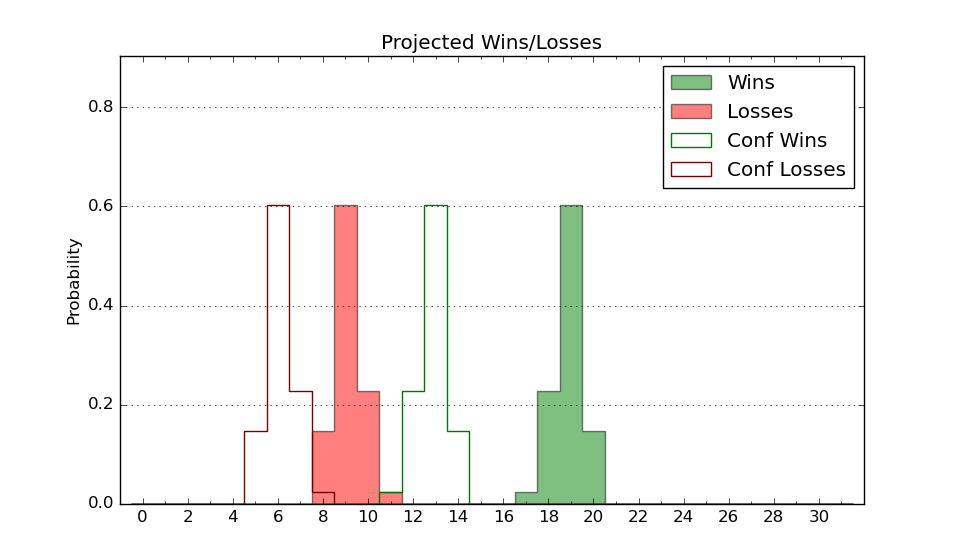 Projected Wins/Losses
Wins
Losses
Conf Wins
Conf Losses
Probability
0.8
0.6
0.4
0.2
0.0
0 2 4 6 8 10 12 14 16 18 20 22 24 26 28 30